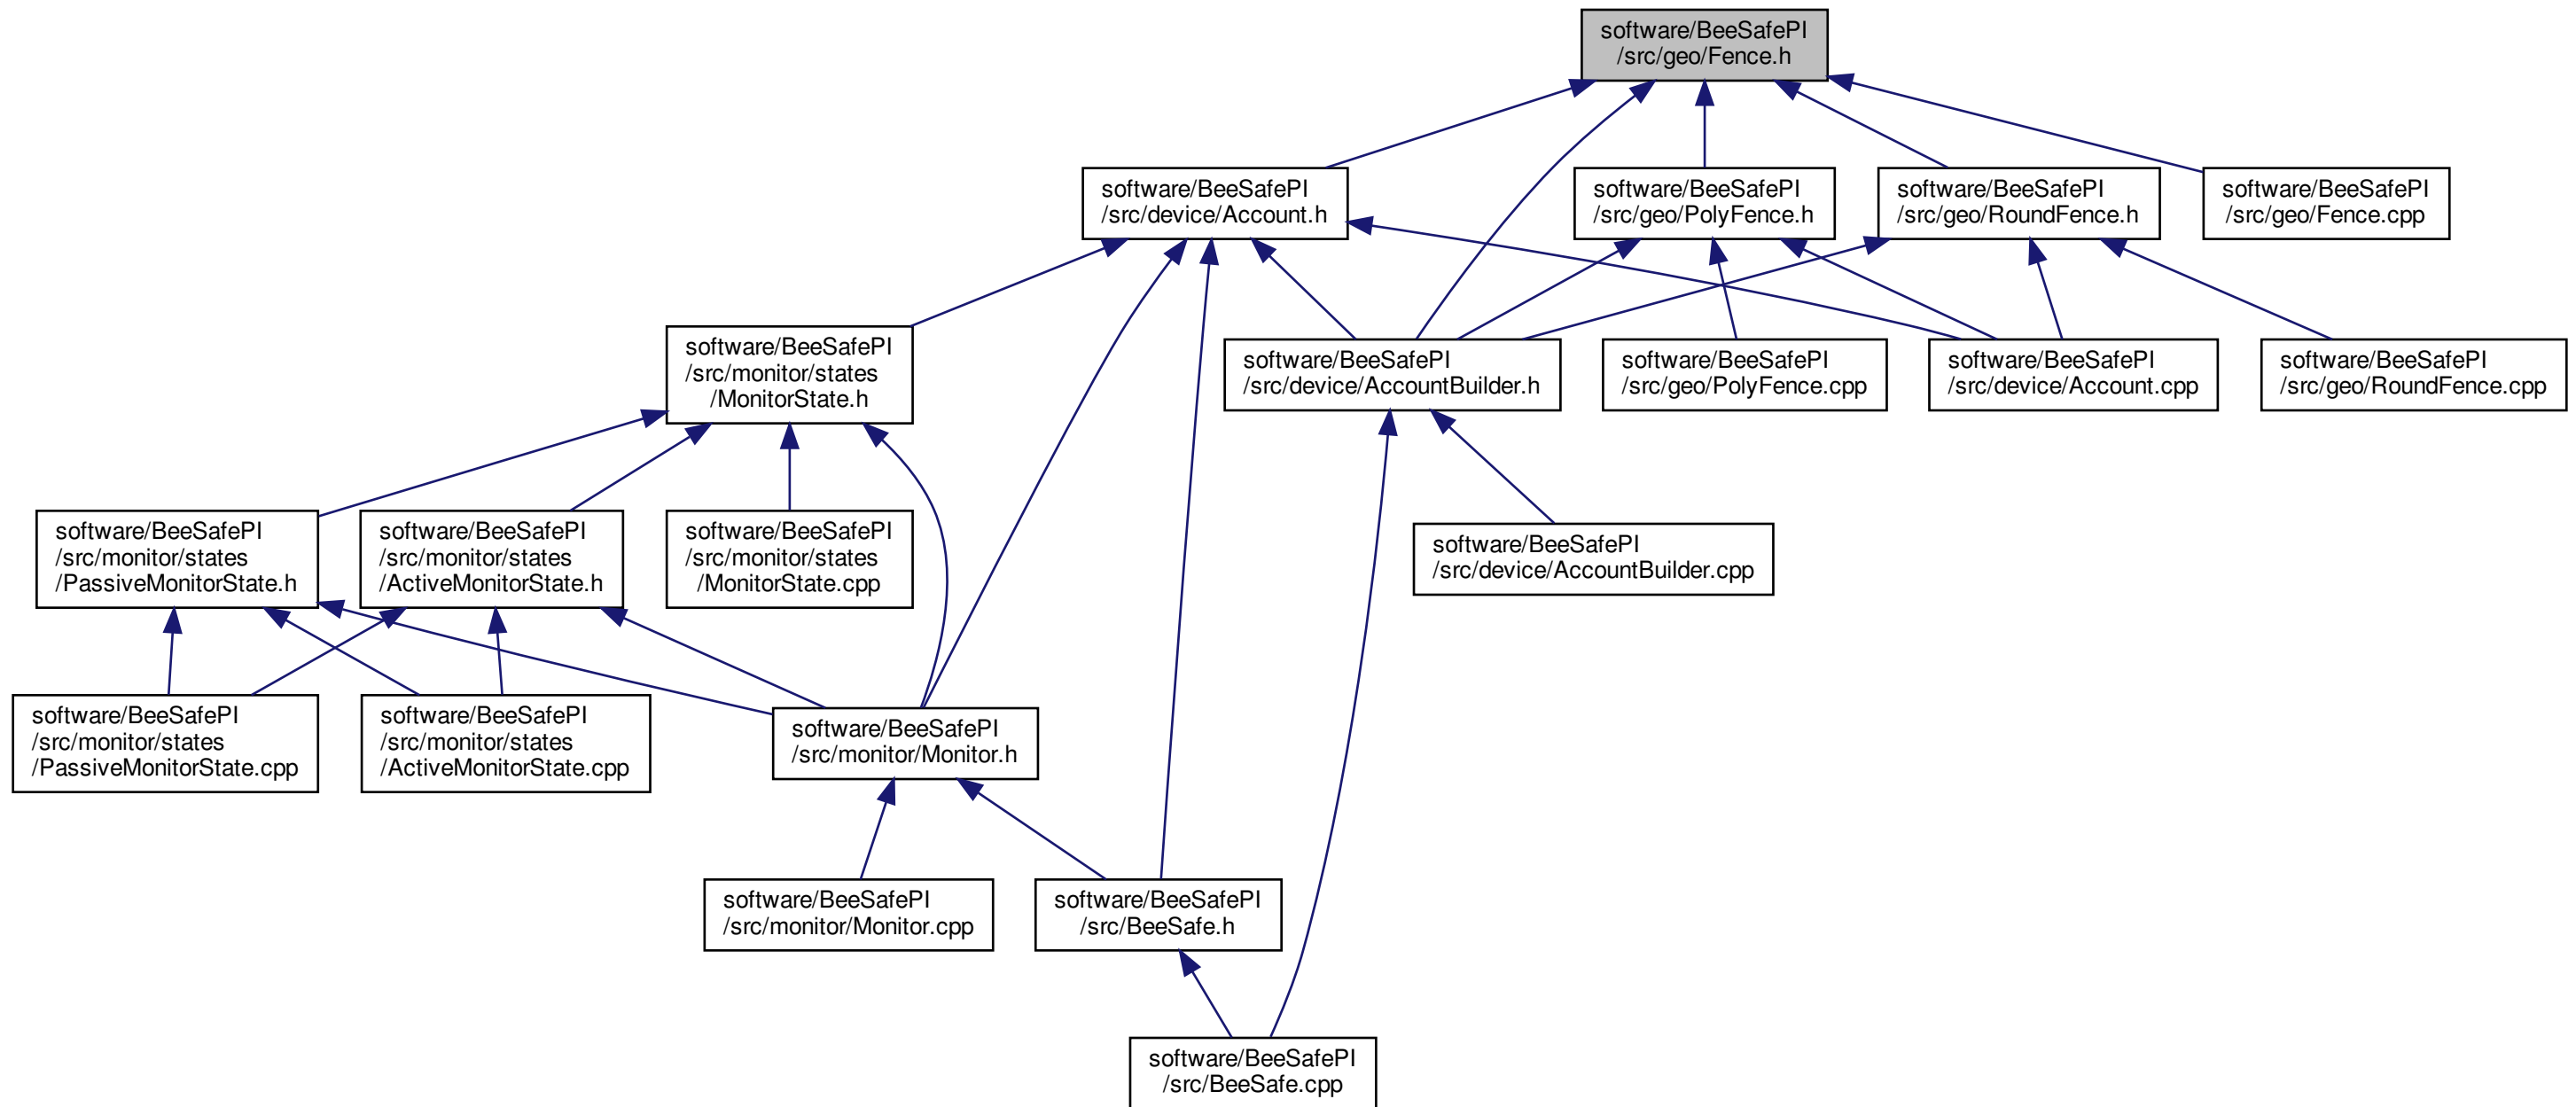 software/BeeSafePI
/src/geo/Fence.h
software/BeeSafePI
/src/device/Account.h
software/BeeSafePI
/src/geo/PolyFence.h
software/BeeSafePI
/src/geo/RoundFence.h
software/BeeSafePI
/src/geo/Fence.cpp
software/BeeSafePI
/src/monitor/states
/MonitorState.h
software/BeeSafePI
/src/device/AccountBuilder.h
software/BeeSafePI
/src/geo/PolyFence.cpp
software/BeeSafePI
/src/device/Account.cpp
software/BeeSafePI
/src/geo/RoundFence.cpp
software/BeeSafePI
/src/monitor/states
/PassiveMonitorState.h
software/BeeSafePI
/src/monitor/states
/ActiveMonitorState.h
software/BeeSafePI
/src/monitor/states
/MonitorState.cpp
software/BeeSafePI
/src/device/AccountBuilder.cpp
software/BeeSafePI
/src/monitor/states
/PassiveMonitorState.cpp
software/BeeSafePI
/src/monitor/states
/ActiveMonitorState.cpp
software/BeeSafePI
/src/monitor/Monitor.h
software/BeeSafePI
/src/monitor/Monitor.cpp
software/BeeSafePI
/src/BeeSafe.h
software/BeeSafePI
/src/BeeSafe.cpp